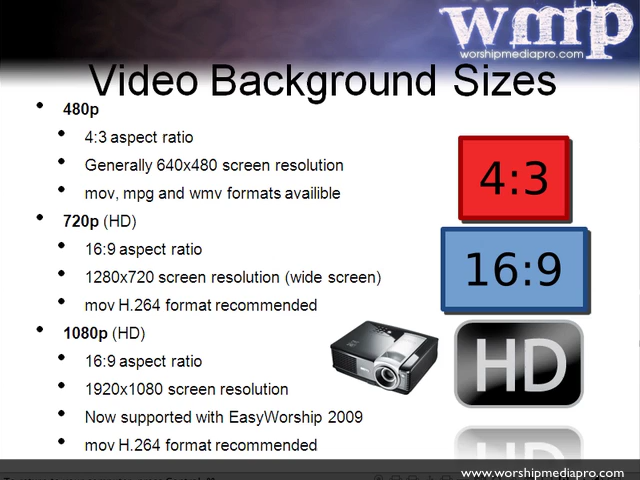 wmp
worshipmediapro.com
Video Background Sizes
• 480p
• 4:3 aspect ratio
• Generally 640x480 screen resolution
• mov, mpg and wmv formats availible
• 720p (HD)
• 16:9 aspect ratio
• 1280x720 screen resolution (wide screen)
• mov H.264 format recommended
• 1080p (HD)
• 16:9 aspect ratio
• 1920x1080 screen resolution
• Now supported with EasyWorship 2009
• mov H.264 format recommended
4:3
16:9
HD
www.worshipmediapro.com